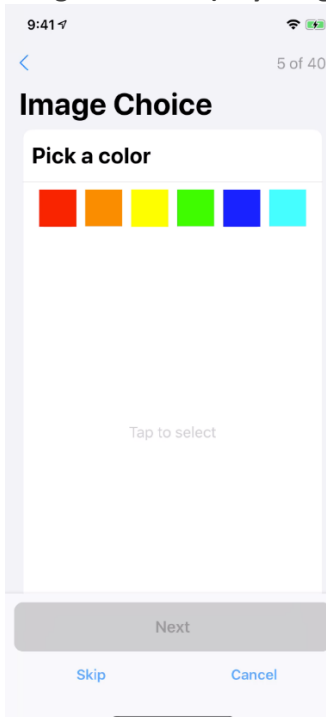 9:41
5 of 40
Image Choice
Pick a color
Tap to select
Next
Skip Cancel